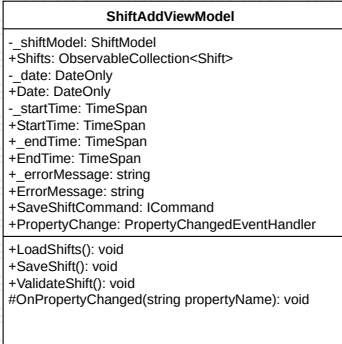 ShiftAddViewModel
-_shiftModel: ShiftModel
+Shifts: ObservableCollection<Shift>
-_date: DateOnly
+Date: DateOnly
-_startTime: TimeSpan
+StartTime: TimeSpan
+_endTime: TimeSpan
+EndTime: TimeSpan
+_errorMessage: string
+ErrorMessage: string
+SaveShiftCommand: ICommand
+PropertyChange: PropertyChangedEventHandler
+LoadShifts(): void
+SaveShift(): void
+ValidateShift(): void
#OnPropertyChanged(string propertyName): void